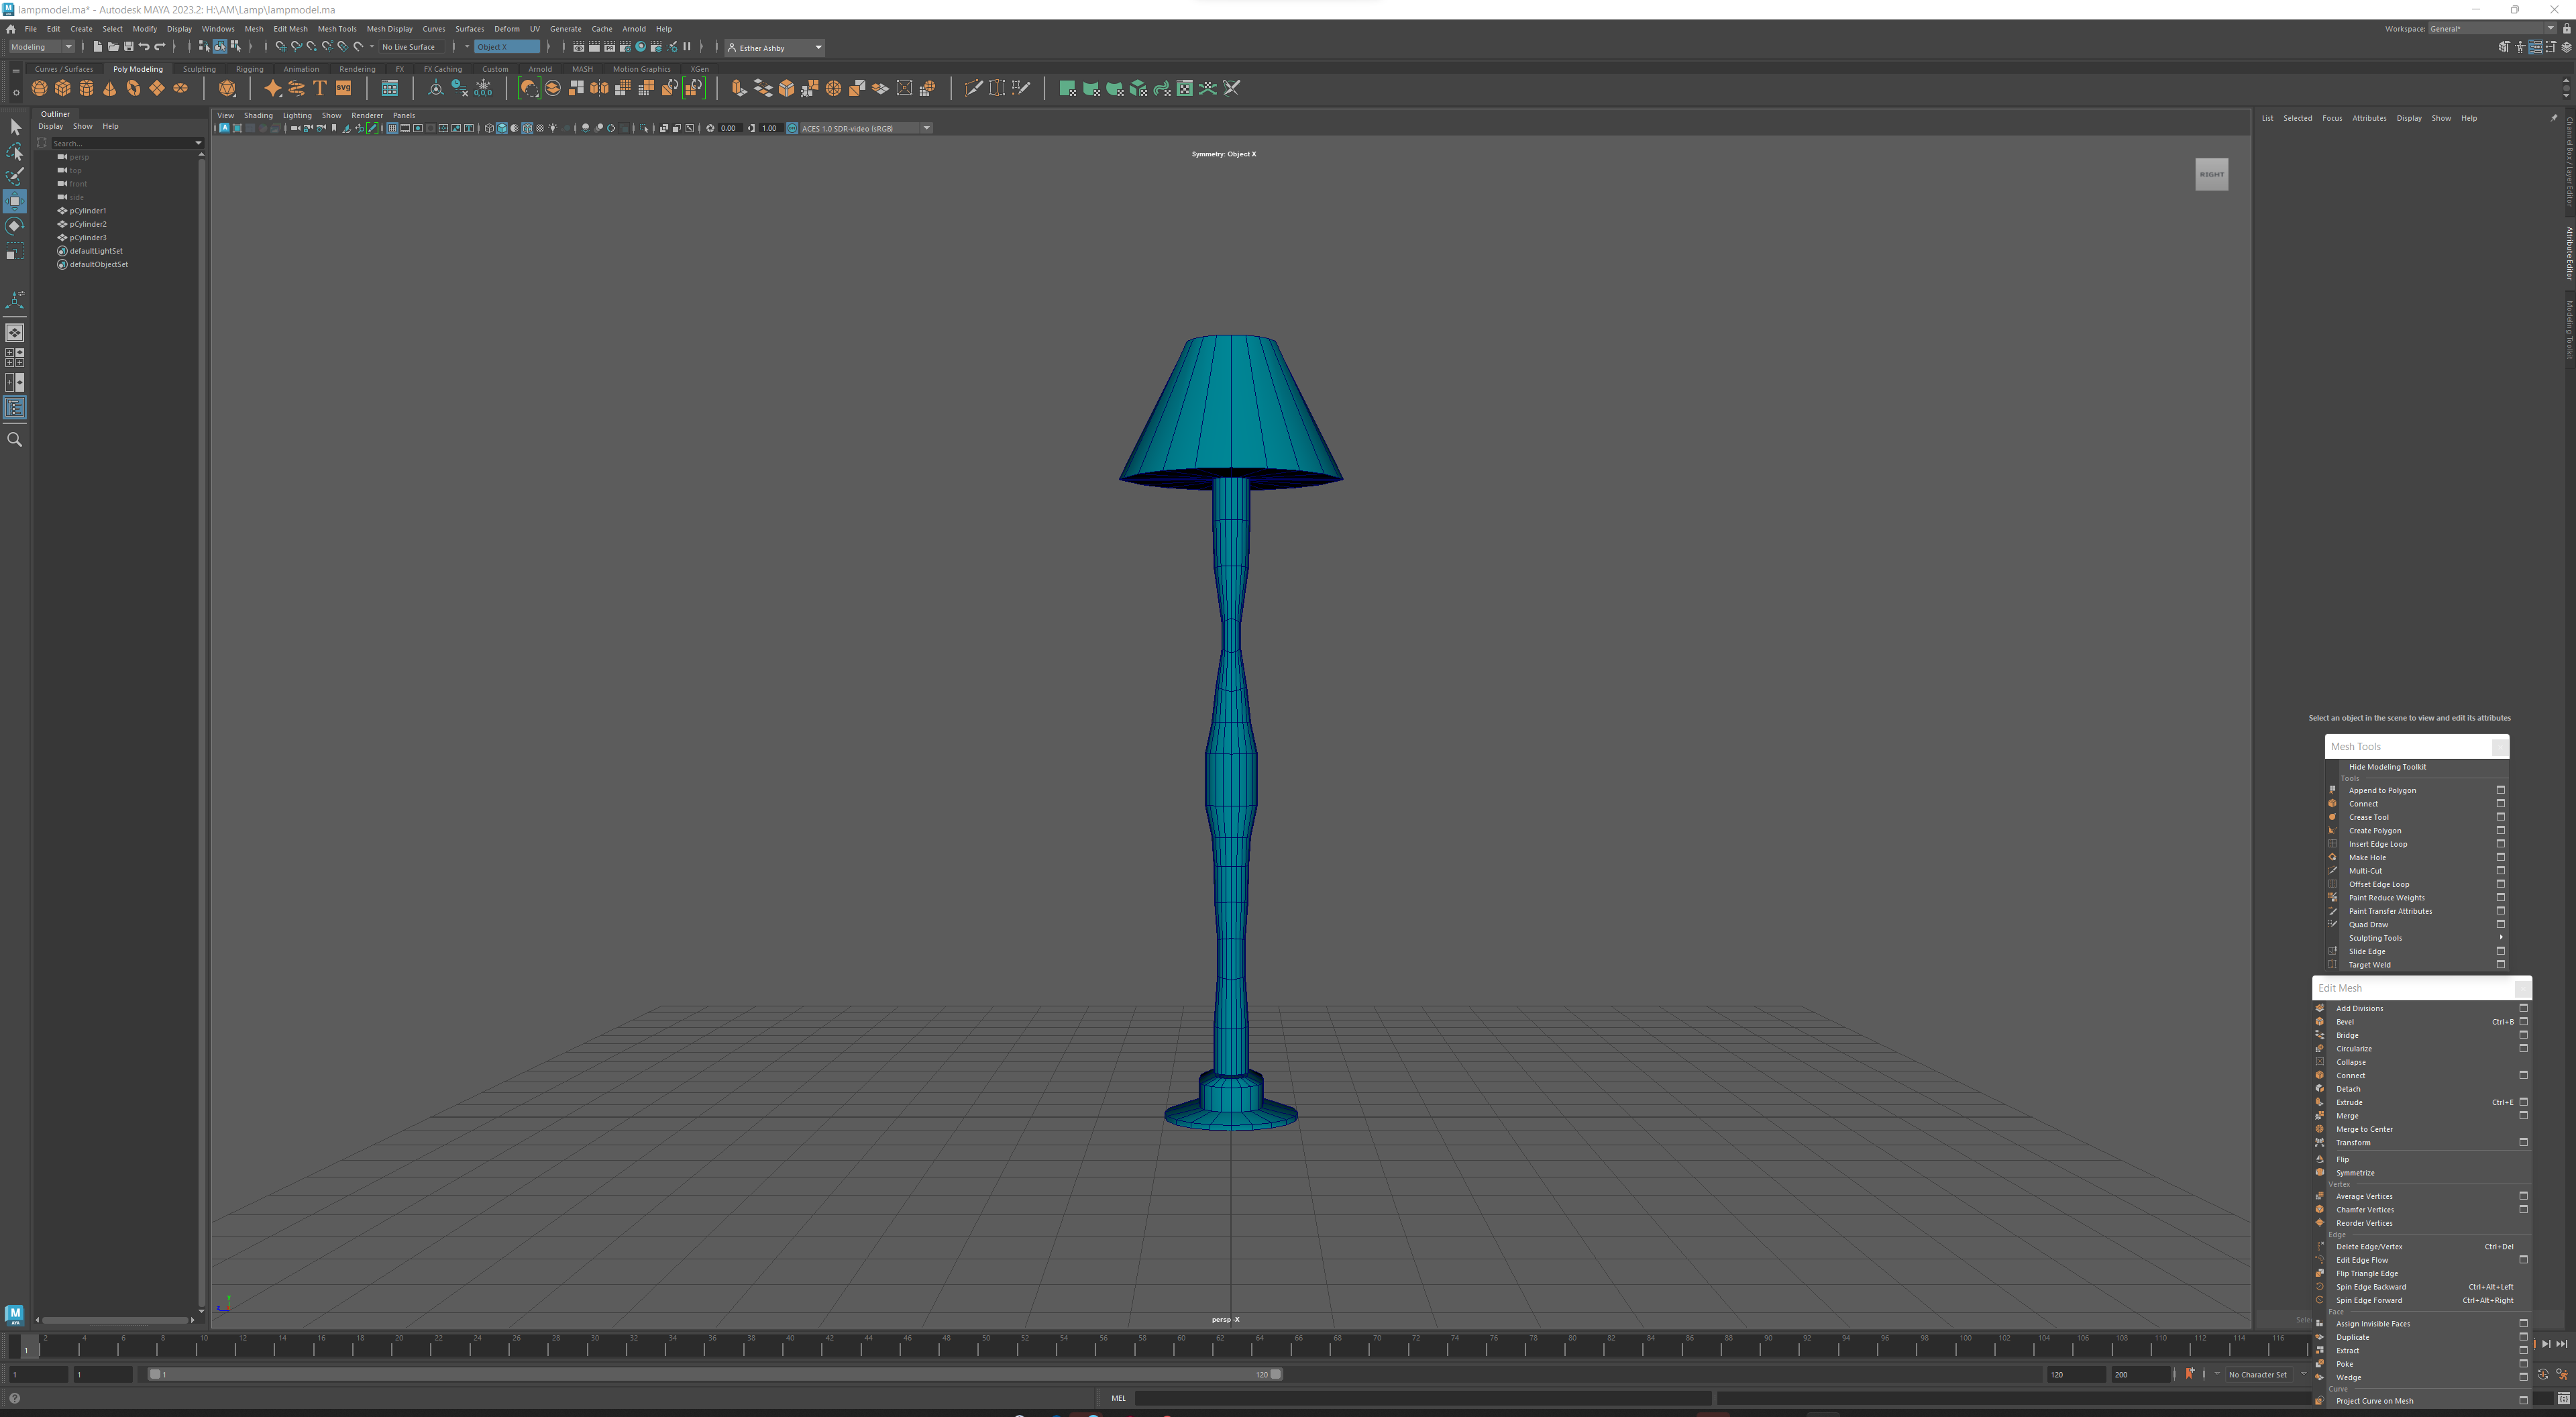 lampmodel.ma* - Autodesk MAYA 2023.2: H:\AM\Lamp\lampmodel.ma
File Edit Create Select Modify Display Windows Mesh Edit Mesh Mesh Tools Mesh Display Curves Surfaces Deform UV Generate Cache Arnold Help
Workspace: General*
Modeling
No Live Surface
Object X
Esther Ashby
Curves / Surfaces Poly Modeling Sculpting Rigging Animation Rendering FX FX Caching Custom Arnold MASH Motion Graphics XGen
T SVG
0,0,0
Outliner
Display Show Help
Search...
persp
top
front
side
pCylinder1
pCylinder2
pCylinder3
defaultLightSet
defaultObjectSet
View Shading Lighting Show Renderer Panels
0.00 1.00 ACES 1.0 SDR-video (sRGB)
Symmetry: Object X
RIGHT
persp -X
List Selected Focus Attributes Display Show Help
Channel Box / Layer Editor
Attribute Editor
Modeling Toolkit
Select an object in the scene to view and edit its attributes
Mesh Tools
Hide Modeling Toolkit
Tools
Append to Polygon
Connect
Crease Tool
Create Polygon
Insert Edge Loop
Make Hole
Multi-Cut
Offset Edge Loop
Paint Reduce Weights
Paint Transfer Attributes
Quad Draw
Sculpting Tools
Slide Edge
Target Weld
Edit Mesh
Add Divisions
Bevel Ctrl+B
Bridge
Circularize
Collapse
Connect
Detach
Extrude Ctrl+E
Merge
Merge to Center
Transform
Flip
Symmetrize
Vertex
Average Vertices
Chamfer Vertices
Reorder Vertices
Edge
Delete Edge/Vertex Ctrl+Del
Edit Edge Flow
Flip Triangle Edge
Spin Edge Backward Ctrl+Alt+Left
Spin Edge Forward Ctrl+Alt+Right
Face
Assign Invisible Faces
Duplicate
Extract
Poke
Wedge
Curve
Project Curve on Mesh
M
2 4 6 8 10 12 14 16 18 20 22 24 26 28 30 32 34 36 38 40 42 44 46 48 50 52 54 56 58 60 62 64 66 68 70 72 74 76 78 80 82 84 86 88 90 92 94 96 98 100 102 104 106 108 110 112 114 116
1
1 1 1 120 120 200 No Character Set
MEL